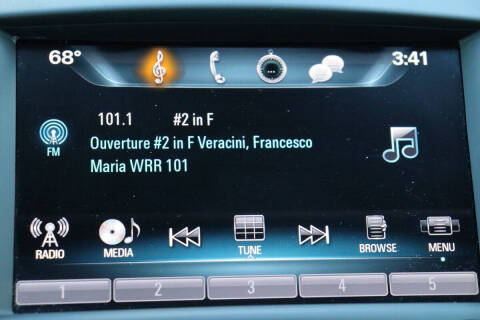 68° 3:41
101.1 #2 in F
Ouverture #2 in F Veracini, Francesco
Maria WRR 101
FM
RADIO MEDIA TUNE BROWSE MENU
1 2 3 4 5